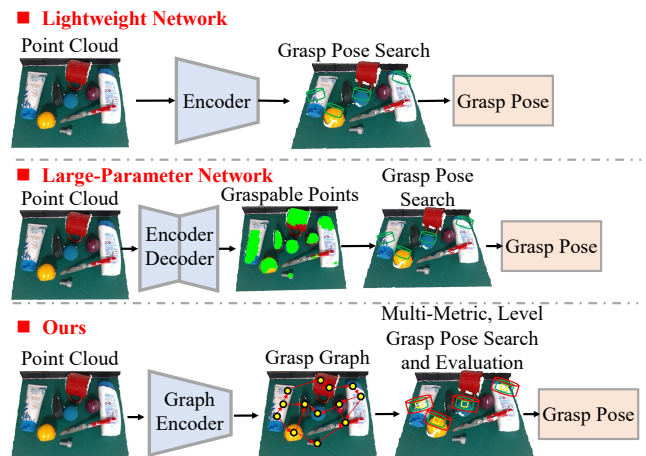 Lightweight Network
Point Cloud
Grasp Pose Search
Encoder
Grasp Pose
Large-Parameter Network
Point Cloud
Graspable Points
Grasp Pose
Search
Encoder
Decoder
Grasp Pose
Ours
Point Cloud
Grasp Graph
Multi-Metric, Level
Grasp Pose Search
and Evaluation
Graph
Encoder
Grasp Pose